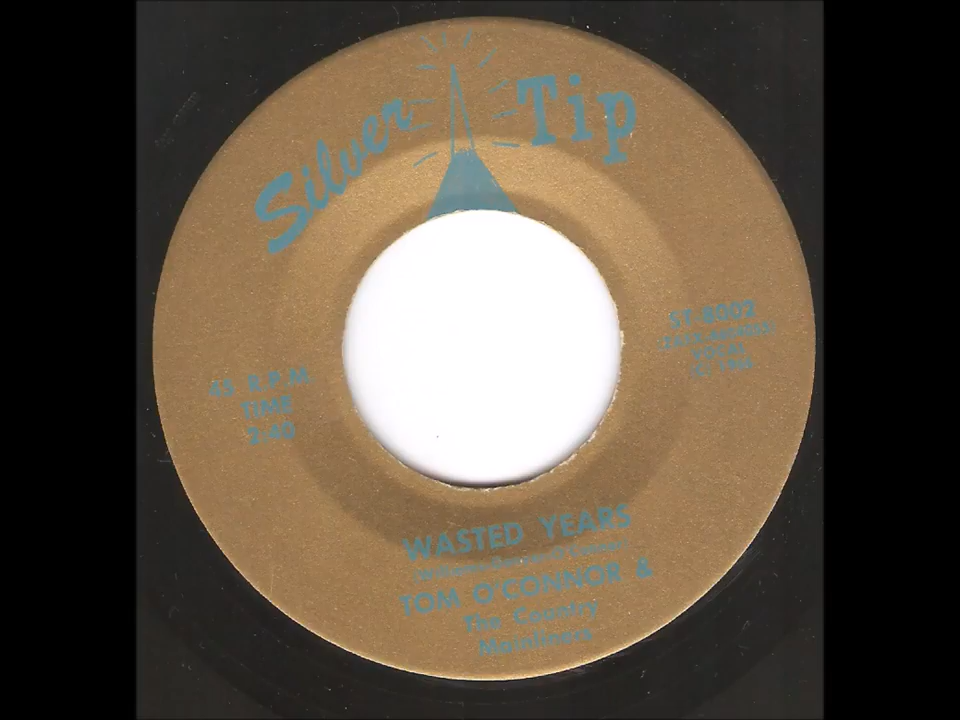 Silver Tip
ST-8002
VOCAL
45 R.P.M.
TIME
2:40
WASTED YEARS
TOM O'CONNOR &
The Country
Mainliners